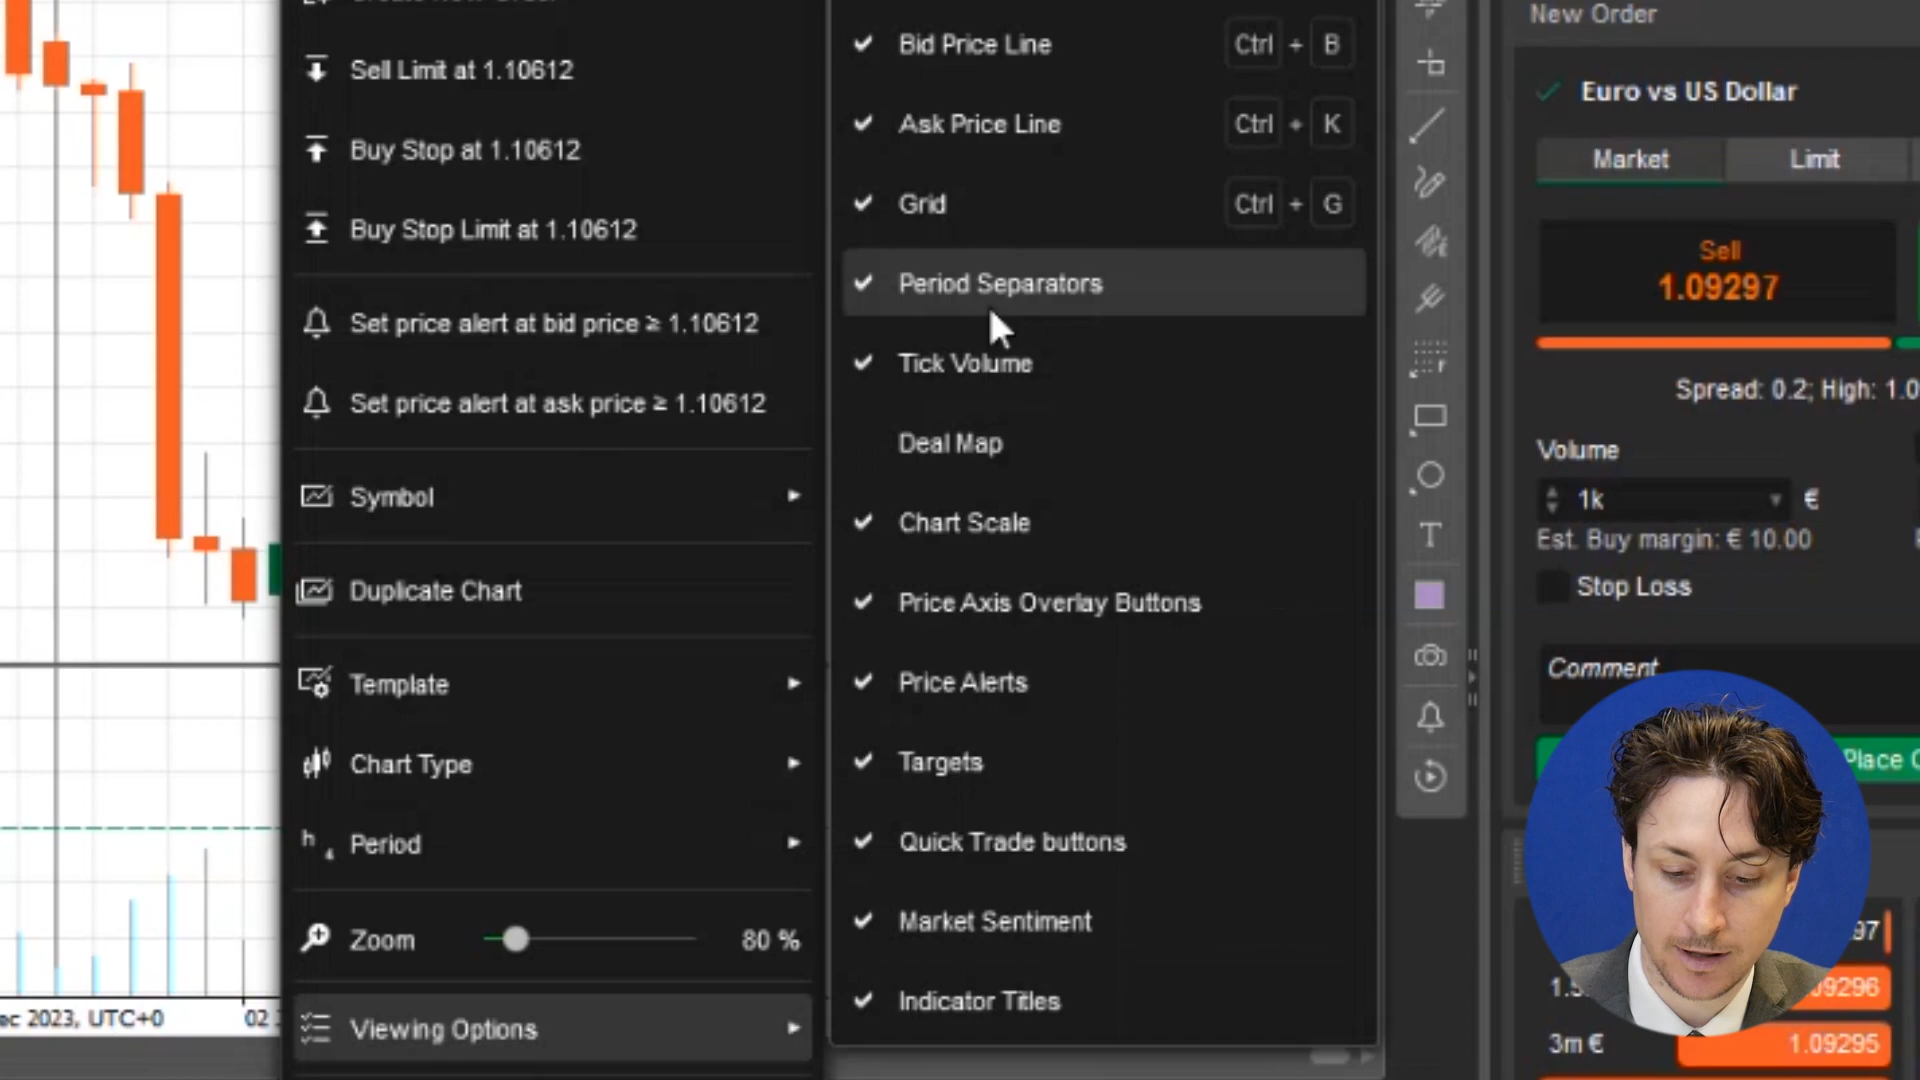 Create New Order
Sell Limit at 1.10612
Buy Stop at 1.10612
Buy Stop Limit at 1.10612
Set price alert at bid price ≥ 1.10612
Set price alert at ask price ≥ 1.10612
Symbol
Duplicate Chart
Template
Chart Type
Period
Zoom 80 %
Viewing Options
Bid Price Line Ctrl + B
Ask Price Line Ctrl + K
Grid Ctrl + G
Period Separators
Tick Volume
Deal Map
Chart Scale
Price Axis Overlay Buttons
Price Alerts
Targets
Quick Trade buttons
Market Sentiment
Indicator Titles
New Order
Euro vs US Dollar
Market Limit
Sell
1.09297
Spread: 0.2; High: 1.0
Volume
1k €
Est. Buy margin: € 10.00
Stop Loss
Comment
Place
97
1.5 09296
3m € 1.09295
ec 2023, UTC+0 02
T